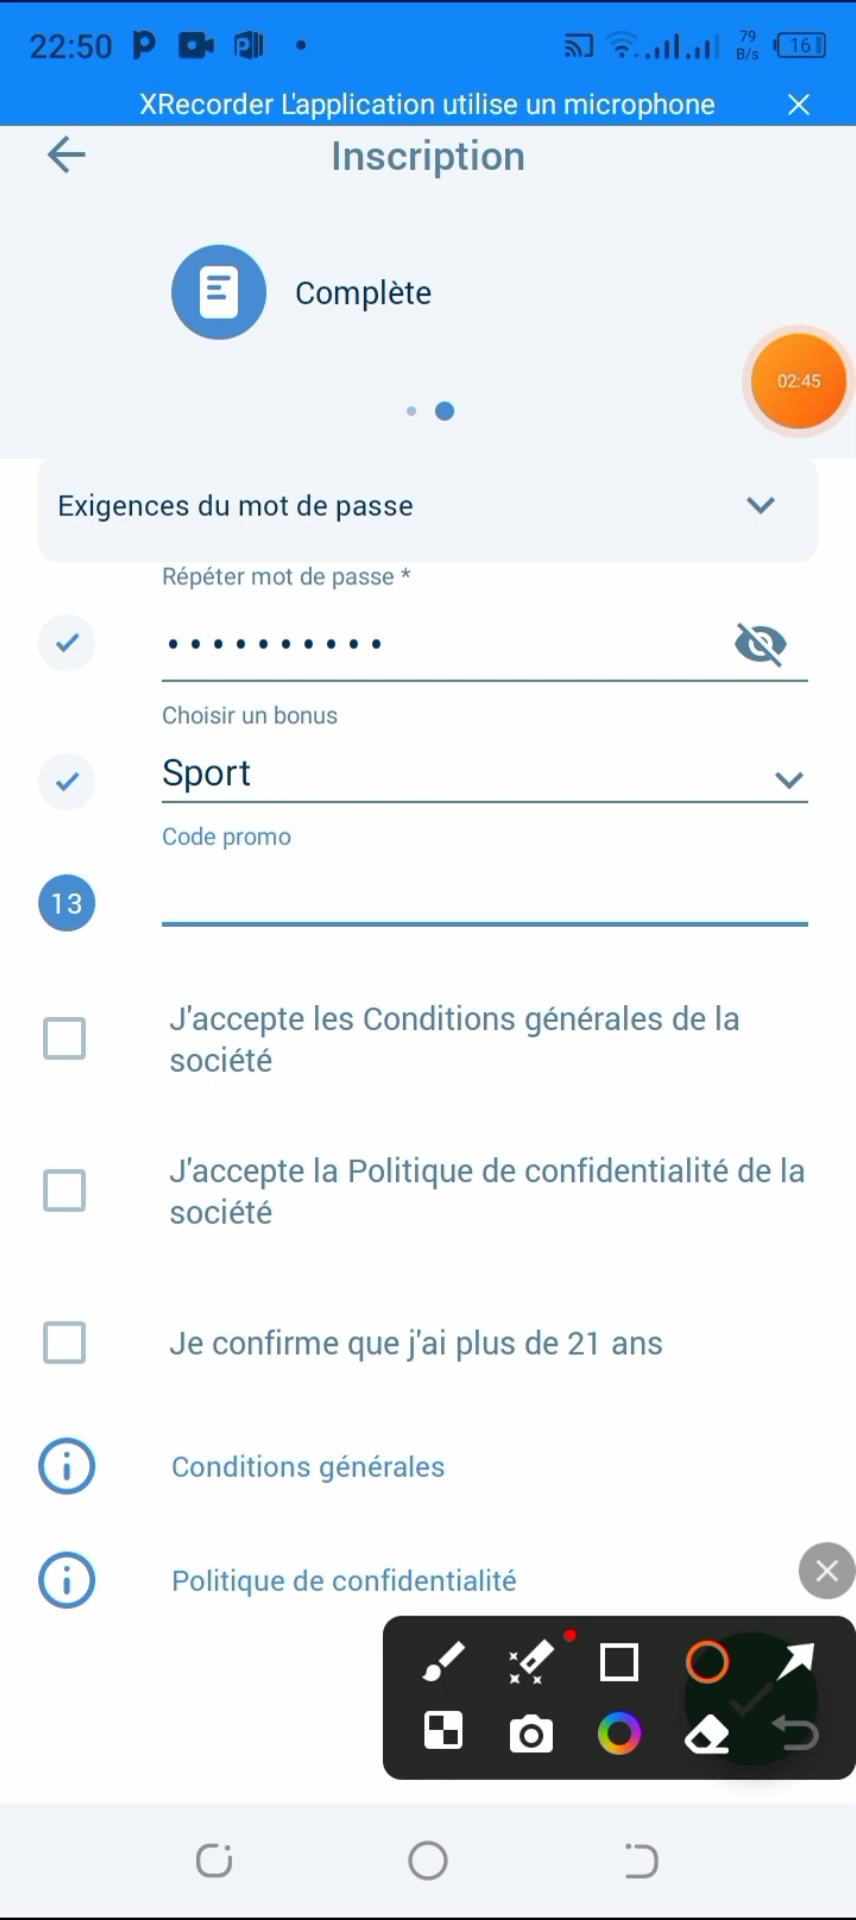 22:50
79
B/s
16
XRecorder L'application utilise un microphone
Inscription
Complète
02:45
Exigences du mot de passe
Répéter mot de passe *
••••••••••
Choisir un bonus
Sport
Code promo
13
J'accepte les Conditions générales de la
société
J'accepte la Politique de confidentialité de la
société
Je confirme que j'ai plus de 21 ans
Conditions générales
Politique de confidentialité